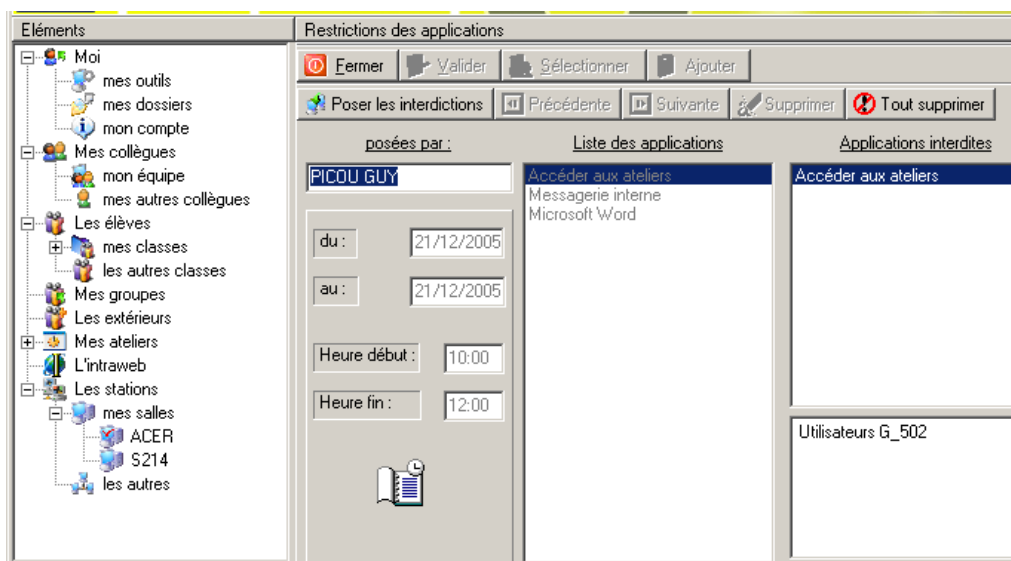 Eléments
Restrictions des applications
Moi
mes outils
mes dossiers
mon compte
Mes collègues
mon équipe
mes autres collègues
Les élèves
mes classes
les autres classes
Mes groupes
Les extérieurs
Mes ateliers
L'intraweb
Les stations
mes salles
ACER
S214
les autres
Fermer
Valider
Sélectionner
Ajouter
Poser les interdictions
Précédente
Suivante
Supprimer
Tout supprimer
posées par :
PICOU GUY
du :
21/12/2005
au :
21/12/2005
Heure début :
10:00
Heure fin :
12:00
Liste des applications
Accéder aux ateliers
Messagerie interne
Microsoft Word
Applications interdites
Accéder aux ateliers
Utilisateurs G_502